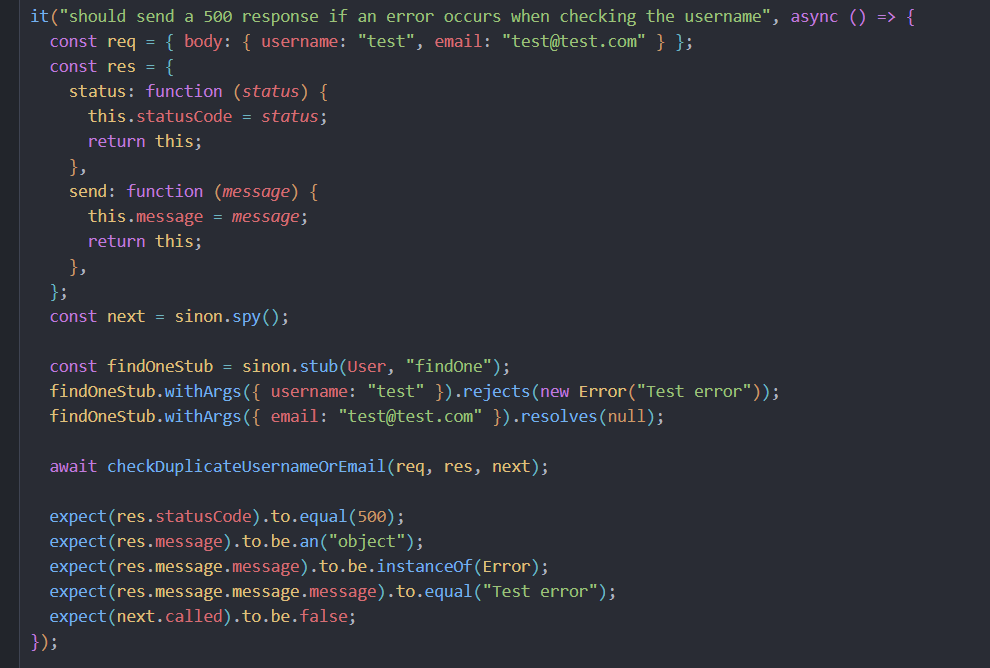 it("should send a 500 response if an error occurs when checking the username", async () => {
  const req = { body: { username: "test", email: "test@test.com" } };
  const res = {
    status: function (status) {
      this.statusCode = status;
      return this;
    },
    send: function (message) {
      this.message = message;
      return this;
    },
  };
  const next = sinon.spy();

  const findOneStub = sinon.stub(User, "findOne");
  findOneStub.withArgs({ username: "test" }).rejects(new Error("Test error"));
  findOneStub.withArgs({ email: "test@test.com" }).resolves(null);

  await checkDuplicateUsernameOrEmail(req, res, next);

  expect(res.statusCode).to.equal(500);
  expect(res.message).to.be.an("object");
  expect(res.message.message).to.be.instanceOf(Error);
  expect(res.message.message.message).to.equal("Test error");
  expect(next.called).to.be.false;
});